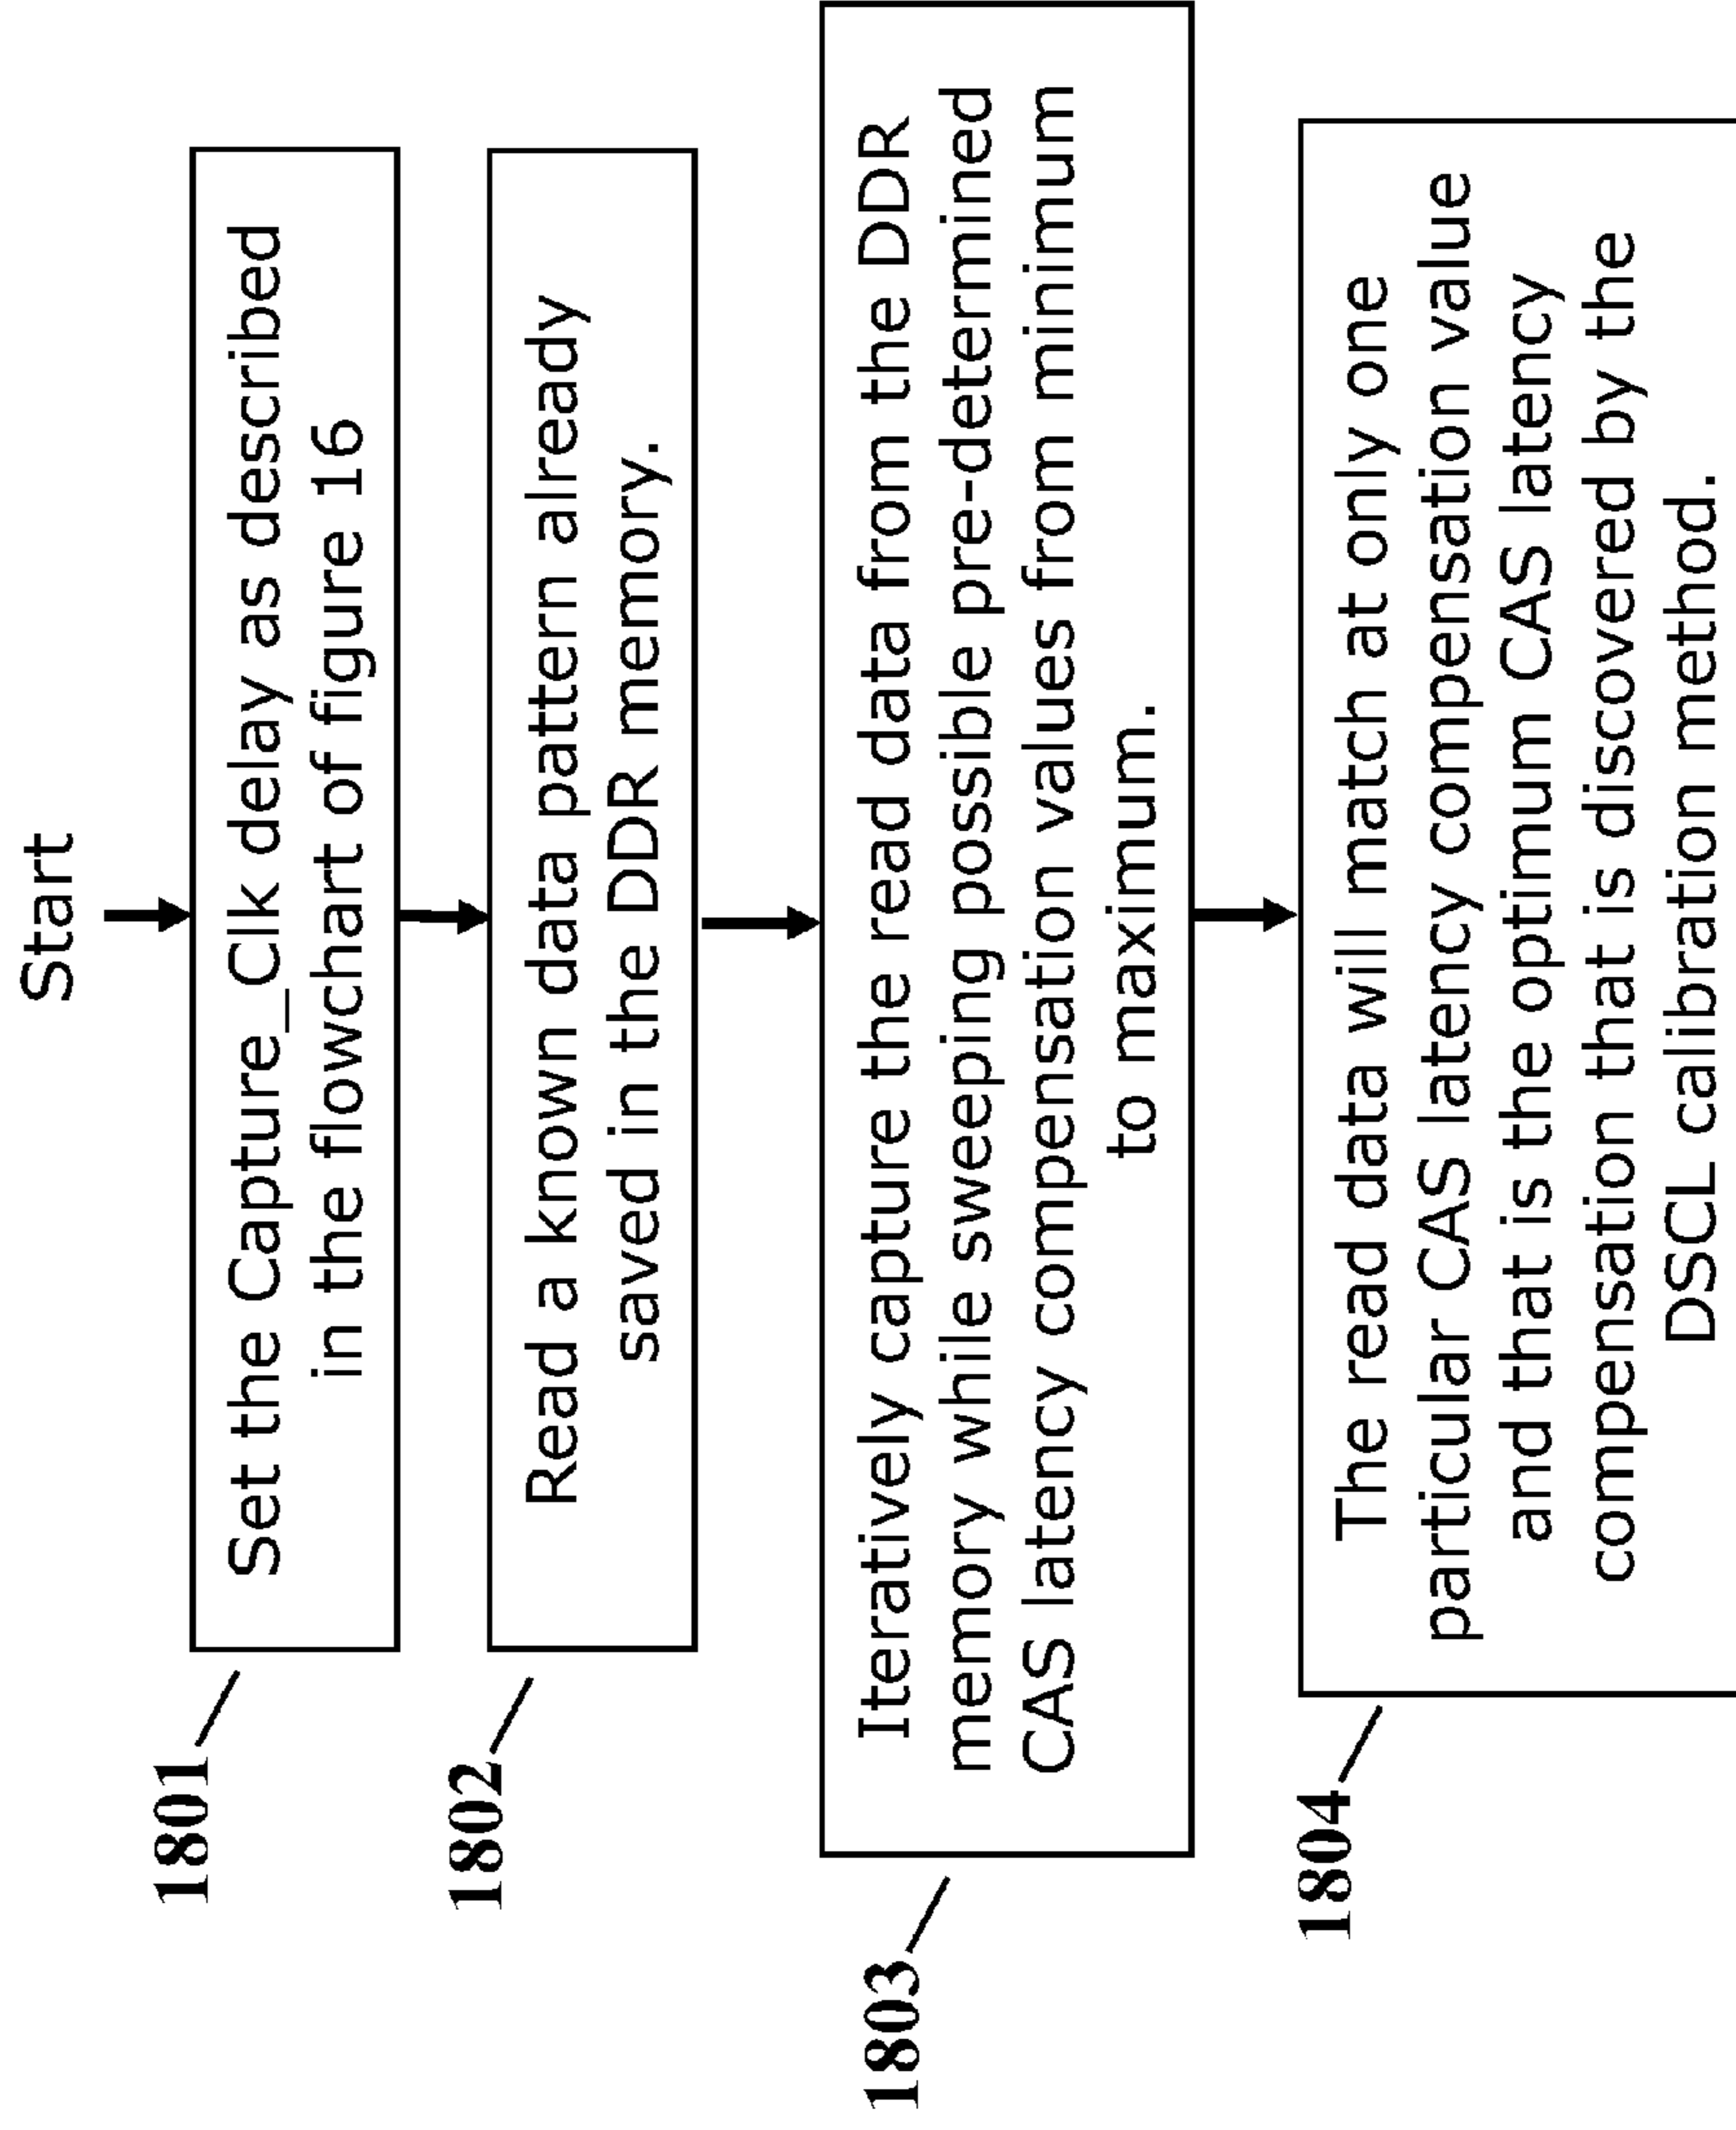 Start
1801
Set the Capture_Clk delay as described
in the flowchart of figure 16
1802
Read a known data pattern already
saved in the DDR memory.
1803
Iteratively capture the read data from the DDR
memory while sweeping possible pre-determined
CAS latency compensation values from minimum
to maximum.
1804
The read data will match at only one
particular CAS latency compensation value
and that is the optimum CAS latency
compensation that is discovered by the
DSCL calibration method.